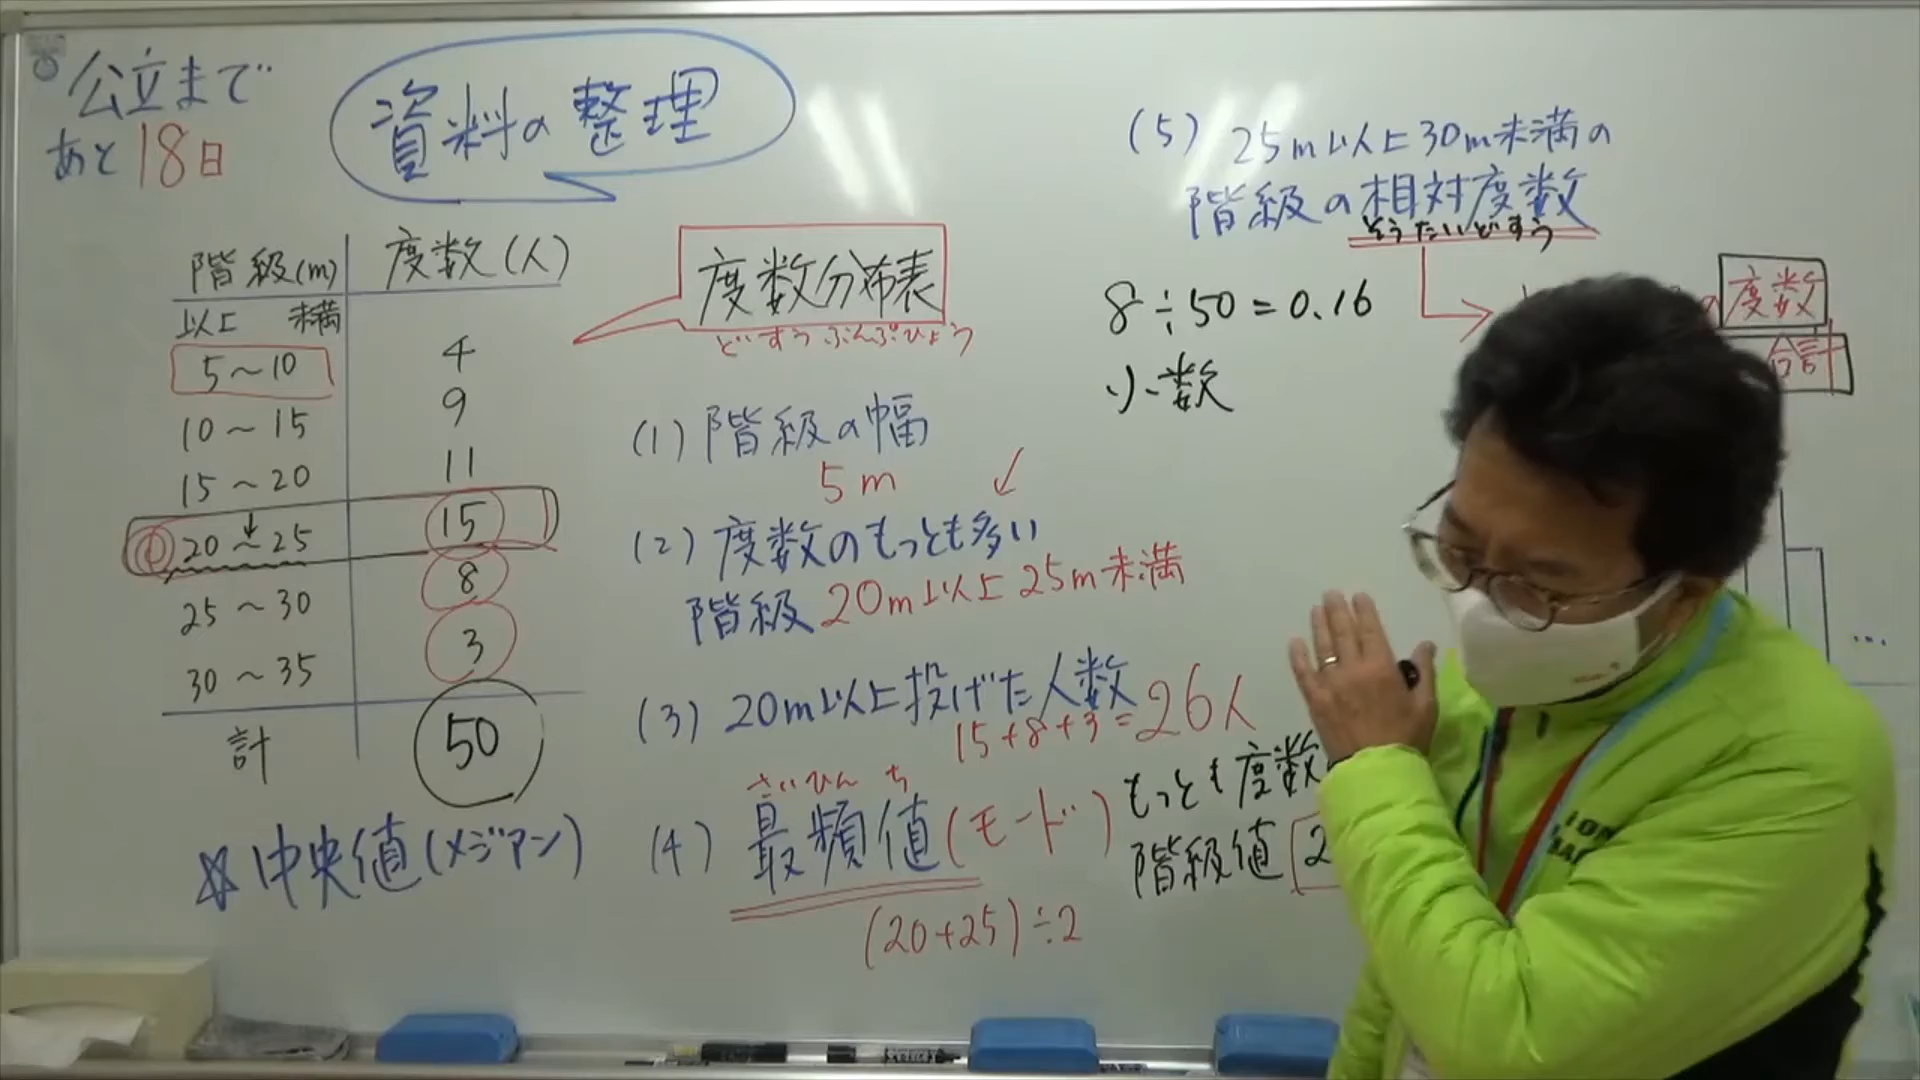 公立まで
あと18日
資料の整理
階級(m) 度数(人)
以上 未満
5～10 4
10～15 9
15～20 11
20～25 15
25～30 8
30～35 3
計 50
☆中央値(メジアン)
度数分布表
どすうぶんぷひょう
(1)階級の幅
5m
(2)度数のもっとも多い
階級 20m以上25m未満
(3)20m以上投げた人数
15+8+3=26人
さいひんち
(4)最頻値(モード)
(20+25)÷2
もっとも度数
階級値 2
(5)25m以上30m未満の
階級の相対度数
そうたいどすう
8÷50=0.16
小数
の度数
合計
…